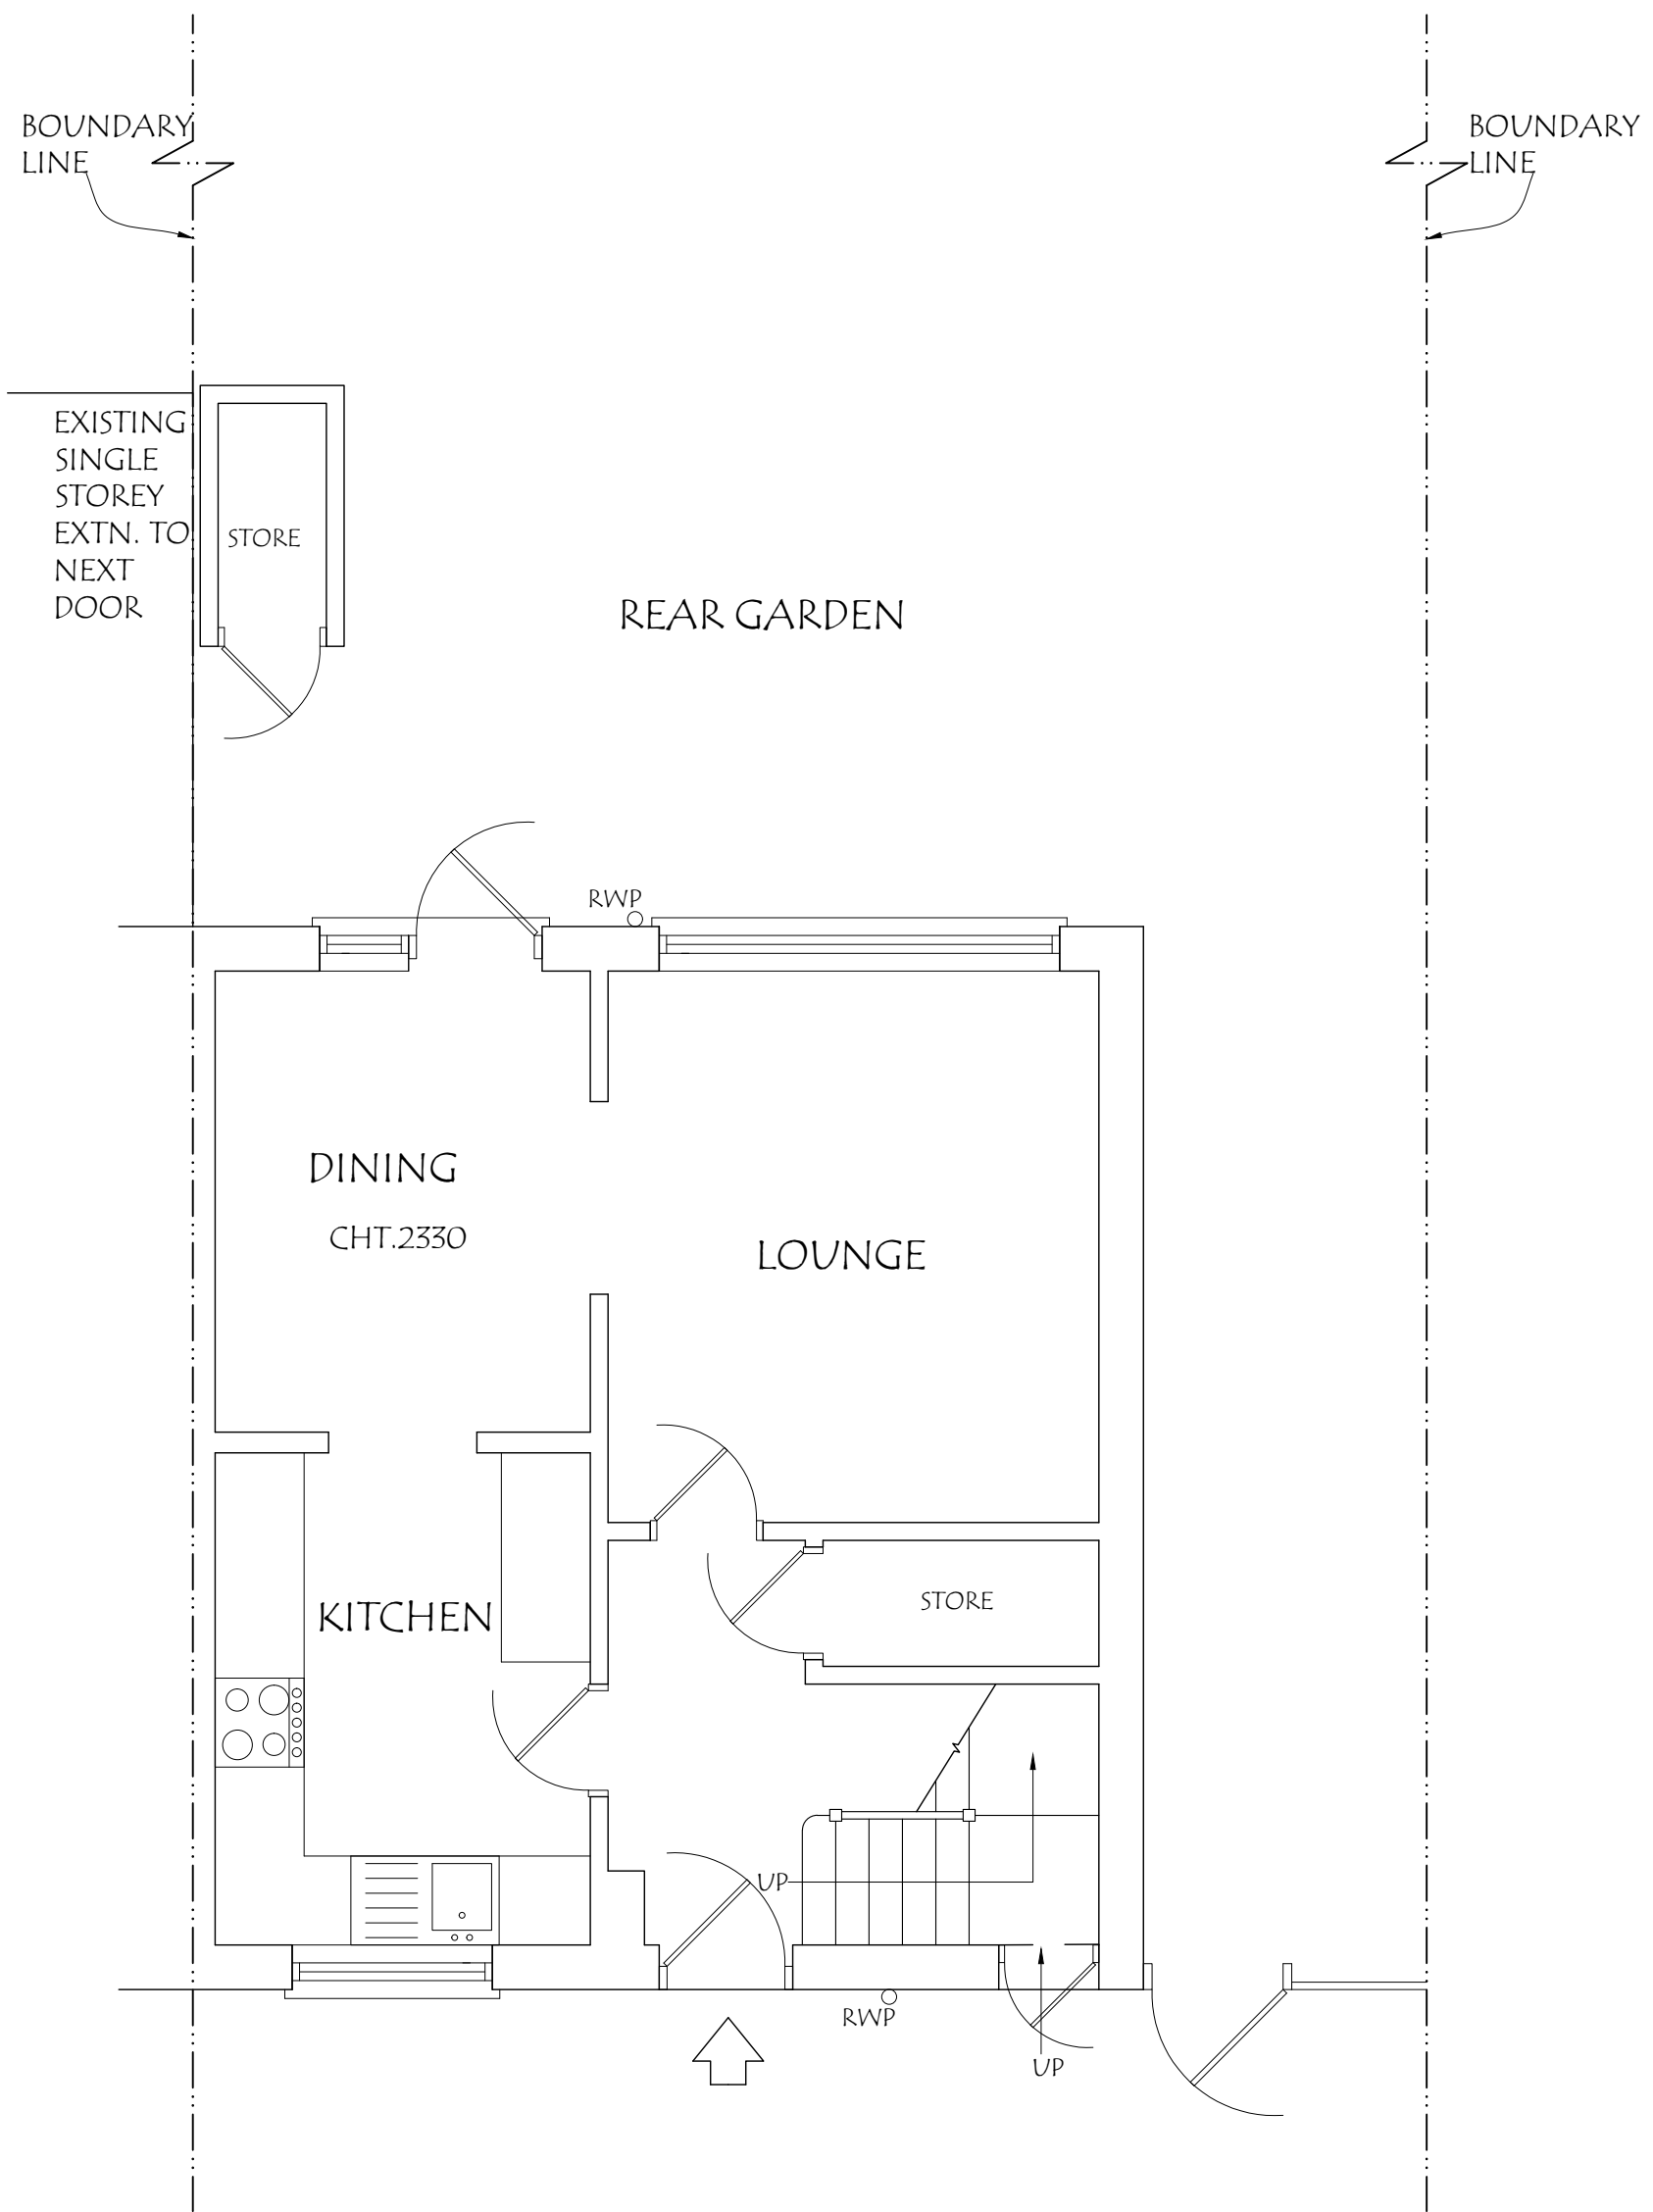 BOUNDARY
LINE
BOUNDARY
LINE
EXISTING
SINGLE
STOREY
EXTN. TO
NEXT
DOOR
STORE
REAR GARDEN
RWP
DINING
CHT.2330
LOUNGE
KITCHEN
STORE
UP
RWP
UP